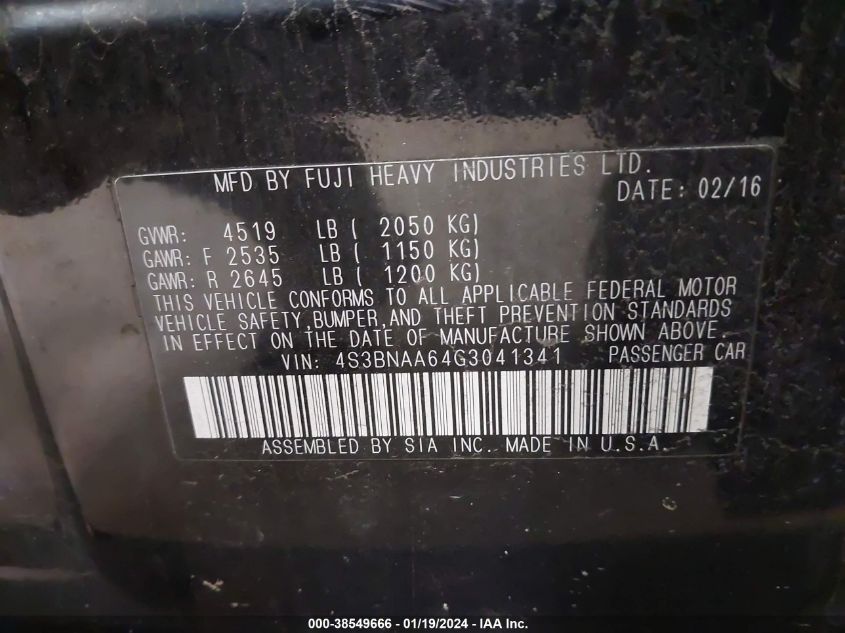 MFD BY FUJI HEAVY INDUSTRIES LTD.
DATE: 02/16
GVWR: 4519 LB ( 2050 KG)
GAWR: F 2535 LB ( 1150 KG)
GAWR: R 2645 LB ( 1200 KG)
THIS VEHICLE CONFORMS TO ALL APPLICABLE FEDERAL MOTOR
VEHICLE SAFETY,BUMPER,AND THEFT PREVENTION STANDARDS
IN EFFECT ON THE DATE OF MANUFACTURE SHOWN ABOVE.
VIN: 4S3BNAA64G3041341 PASSENGER CAR
ASSEMBLED BY SIA INC. MADE IN U.S.A.
000-38549666 - 01/19/2024 - IAA Inc.